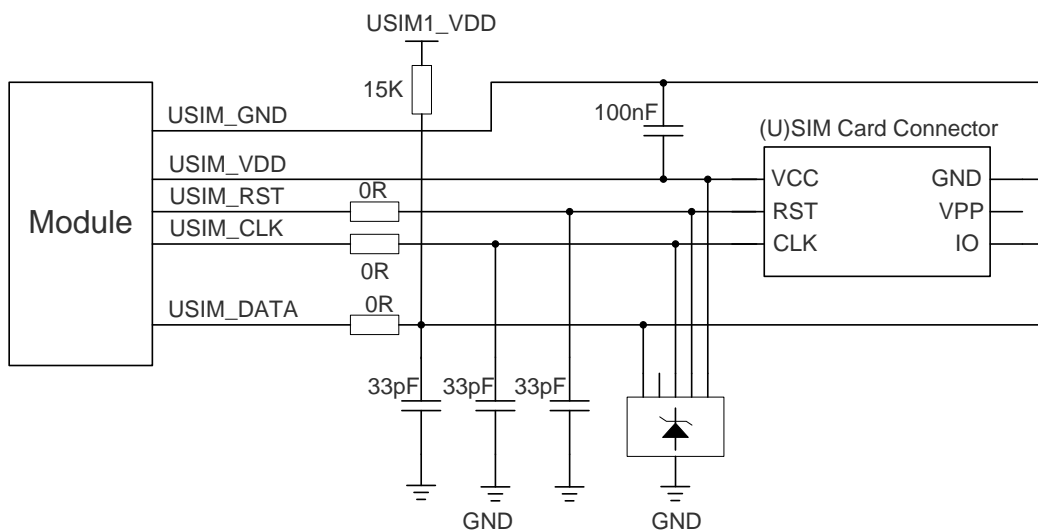 USIM1_VDD
15K
USIM_GND
100nF
(U)SIM Card Connector
USIM_VDD
VCC
GND
USIM_RST
0R
RST
VPP
Module
USIM_CLK
CLK
IO
0R
USIM_DATA
0R
33pF
33pF
33pF
GND
GND